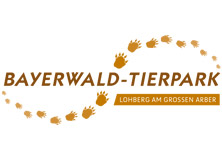 BAYERWALD-TIERPARK
LOHBERG AM GROSSEN ARBER